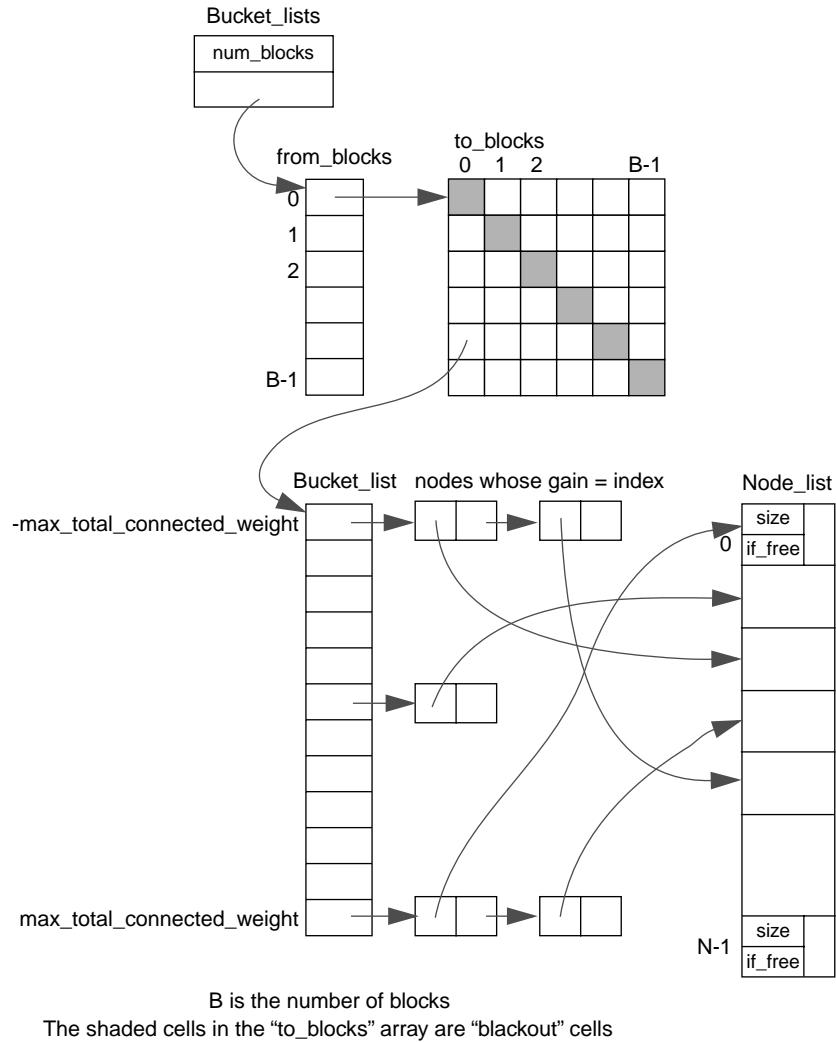 Bucket_lists
num_blocks
from_blocks
to_blocks
0 1 2 B-1
0
1
2
B-1
Bucket_list
nodes whose gain = index
Node_list
-max_total_connected_weight
size
0
if_free
max_total_connected_weight
size
N-1
if_free
B is the number of blocks
The shaded cells in the “to_blocks” array are “blackout” cells